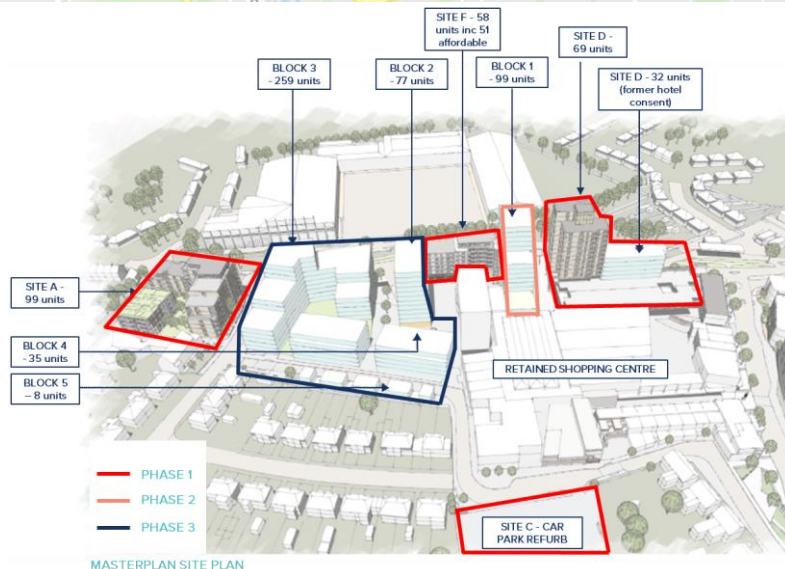 SITE F - 58
units inc 51
affordable
SITE D -
69 units
BLOCK 3
- 259 units
BLOCK 2
- 77 units
BLOCK 1
- 99 units
SITE D - 32 units
(former hotel
consent)
SITE A -
99 units
BLOCK 4
- 35 units
BLOCK 5
– 8 units
RETAINED SHOPPING CENTRE
PHASE 1
PHASE 2
PHASE 3
SITE C - CAR
PARK REFURB
MASTERPLAN SITE PLAN